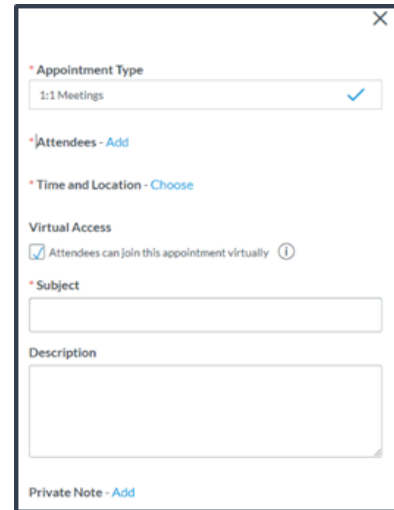 * Appointment Type
1:1 Meetings
* Attendees - Add
* Time and Location - Choose
Virtual Access
Attendees can join this appointment virtually i
* Subject
Description
Private Note - Add